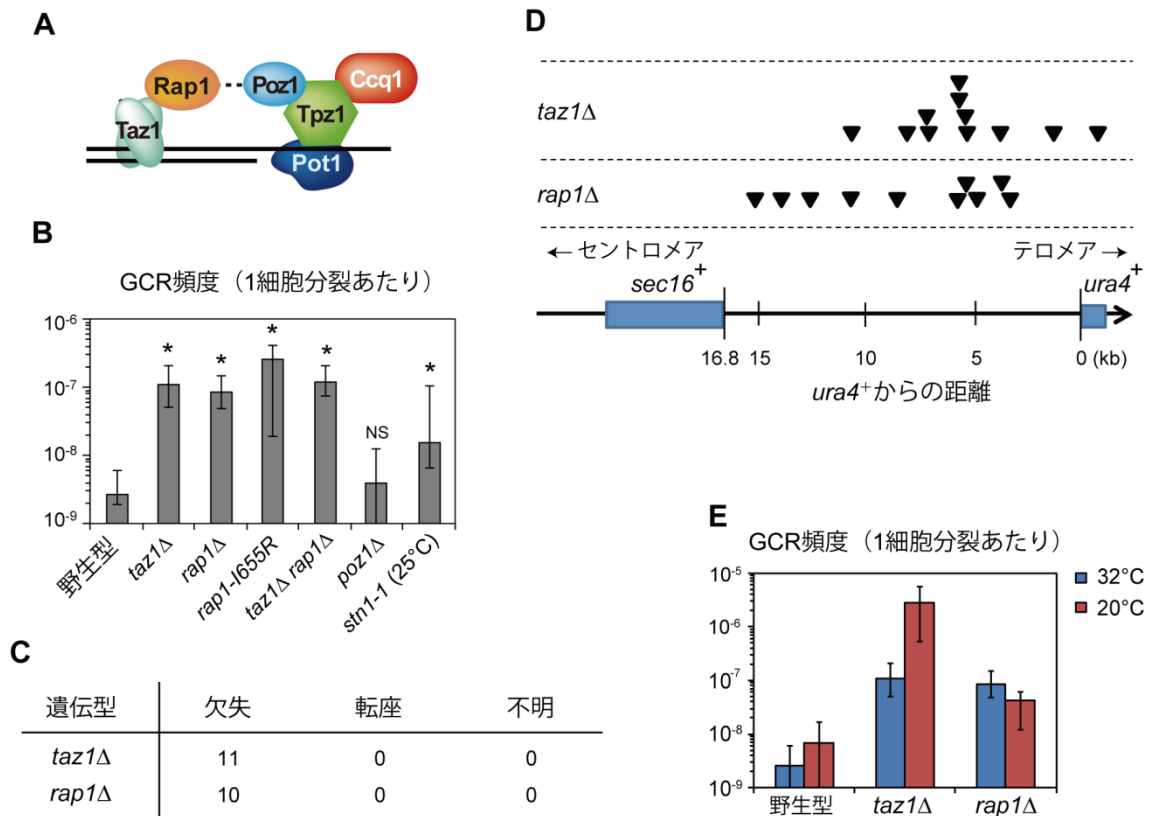 A
Rap1
Poz1
Ccq1
Taz1
Tpz1
Pot1
B
GCR頻度（1細胞分裂あたり）
10-6
10-7
10-8
10-9
*
*
*
*
NS
*
野生型
taz1Δ
rap1Δ
rap1-I655R
taz1Δ rap1Δ
poz1Δ
stn1-1 (25°C)
C
遺伝型 欠失 転座 不明
taz1Δ 11 0 0
rap1Δ 10 0 0
D
taz1Δ
rap1Δ
← セントロメア テロメア →
sec16+ ura4+
16.8 15 10 5 0 (kb)
ura4+からの距離
E
GCR頻度（1細胞分裂あたり）
32°C
20°C
10-5
10-6
10-7
10-8
10-9
野生型 taz1Δ rap1Δ